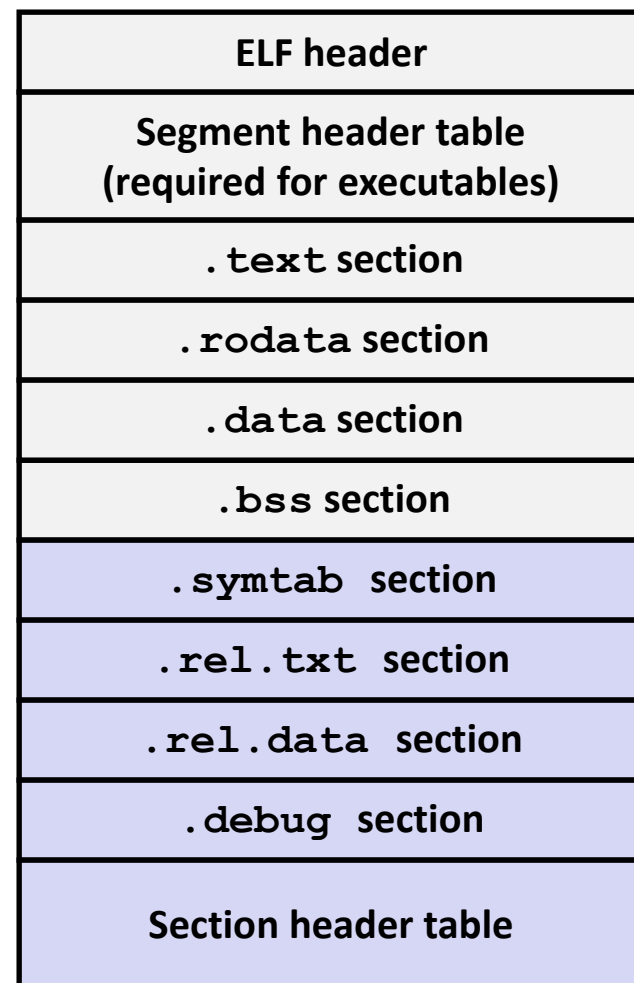 ELF header
Segment header table
(required for executables)
.text section
.rodata section
.data section
.bss section
.symtab section
.rel.txt section
.rel.data section
.debug section
Section header table